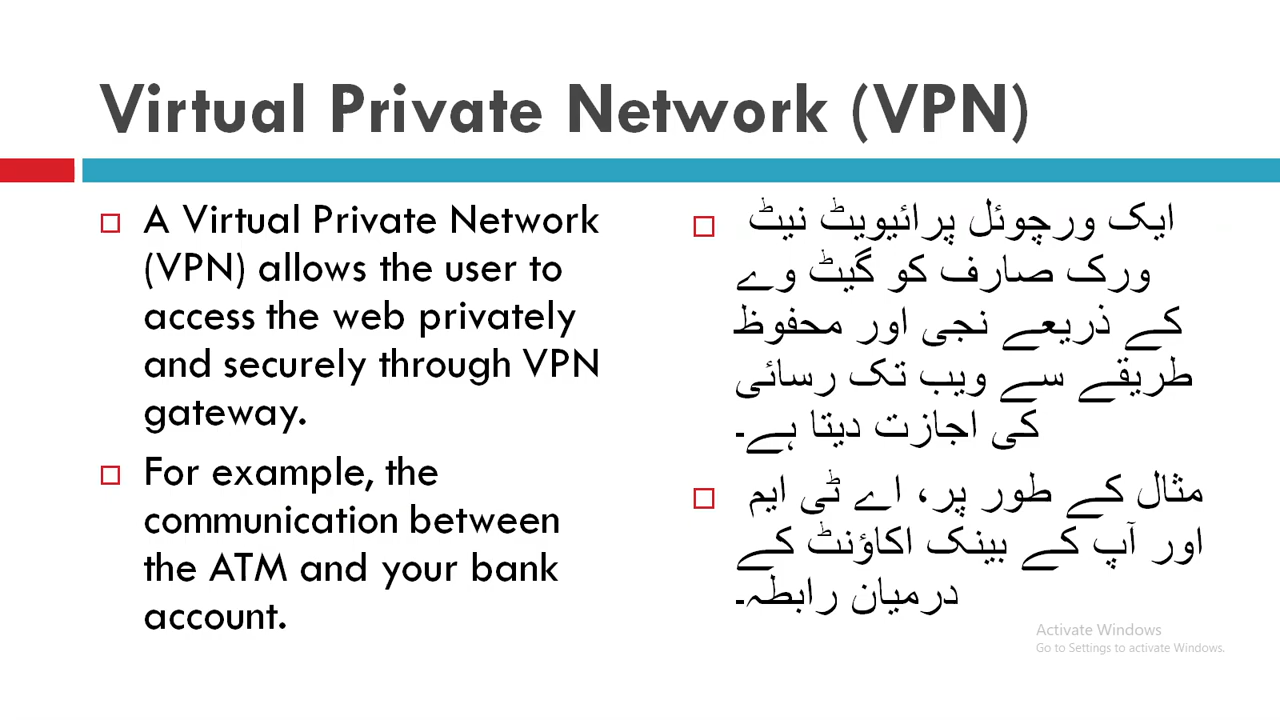 Virtual Private Network (VPN)
A Virtual Private Network
(VPN) allows the user to
access the web privately
and securely through VPN
gateway.
For example, the
communication between
the ATM and your bank
account.
ایک ورچوئل پرائیویٹ نیٹ
ورک صارف کو گیٹ وے
کے ذریعے نجی اور محفوظ
طریقے سے ویب تک رسائی
کی اجازت دیتا ہے۔
مثال کے طور پر، اے ٹی ایم
اور آپ کے بینک اکاؤنٹ کے
درمیان رابطہ۔
Activate Windows
Go to Settings to activate Windows.